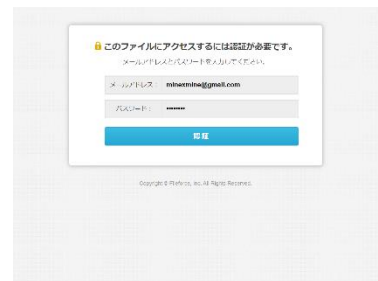 このファイルにアクセスするには認証が必要です。
メールアドレスとパスワードを入力してください。
メールアドレス： minexmine@gmail.com
パスワード： ••••••••
認証
Copyright © Fileforce, Inc. All Rights Reserved.